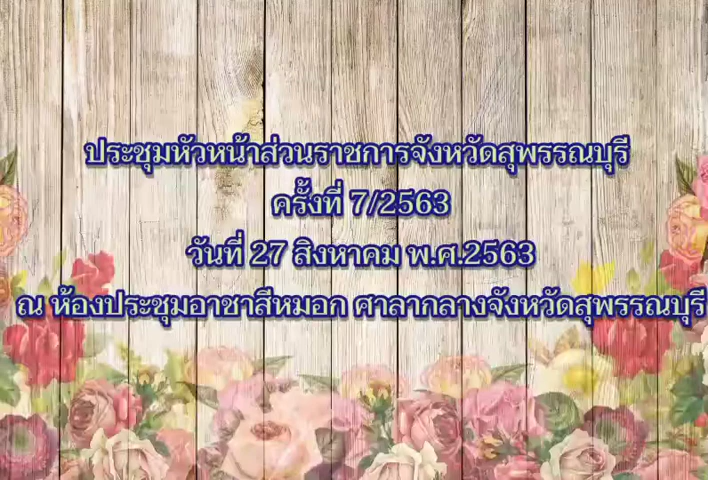 ประชุมหัวหน้าส่วนราชการจังหวัดสุพรรณบุรี
ครั้งที่ 7/2563
วันที่ 27 สิงหาคม พ.ศ.2563
ณ ห้องประชุมอาชาสีหมอก ศาลากลางจังหวัดสุพรรณบุรี